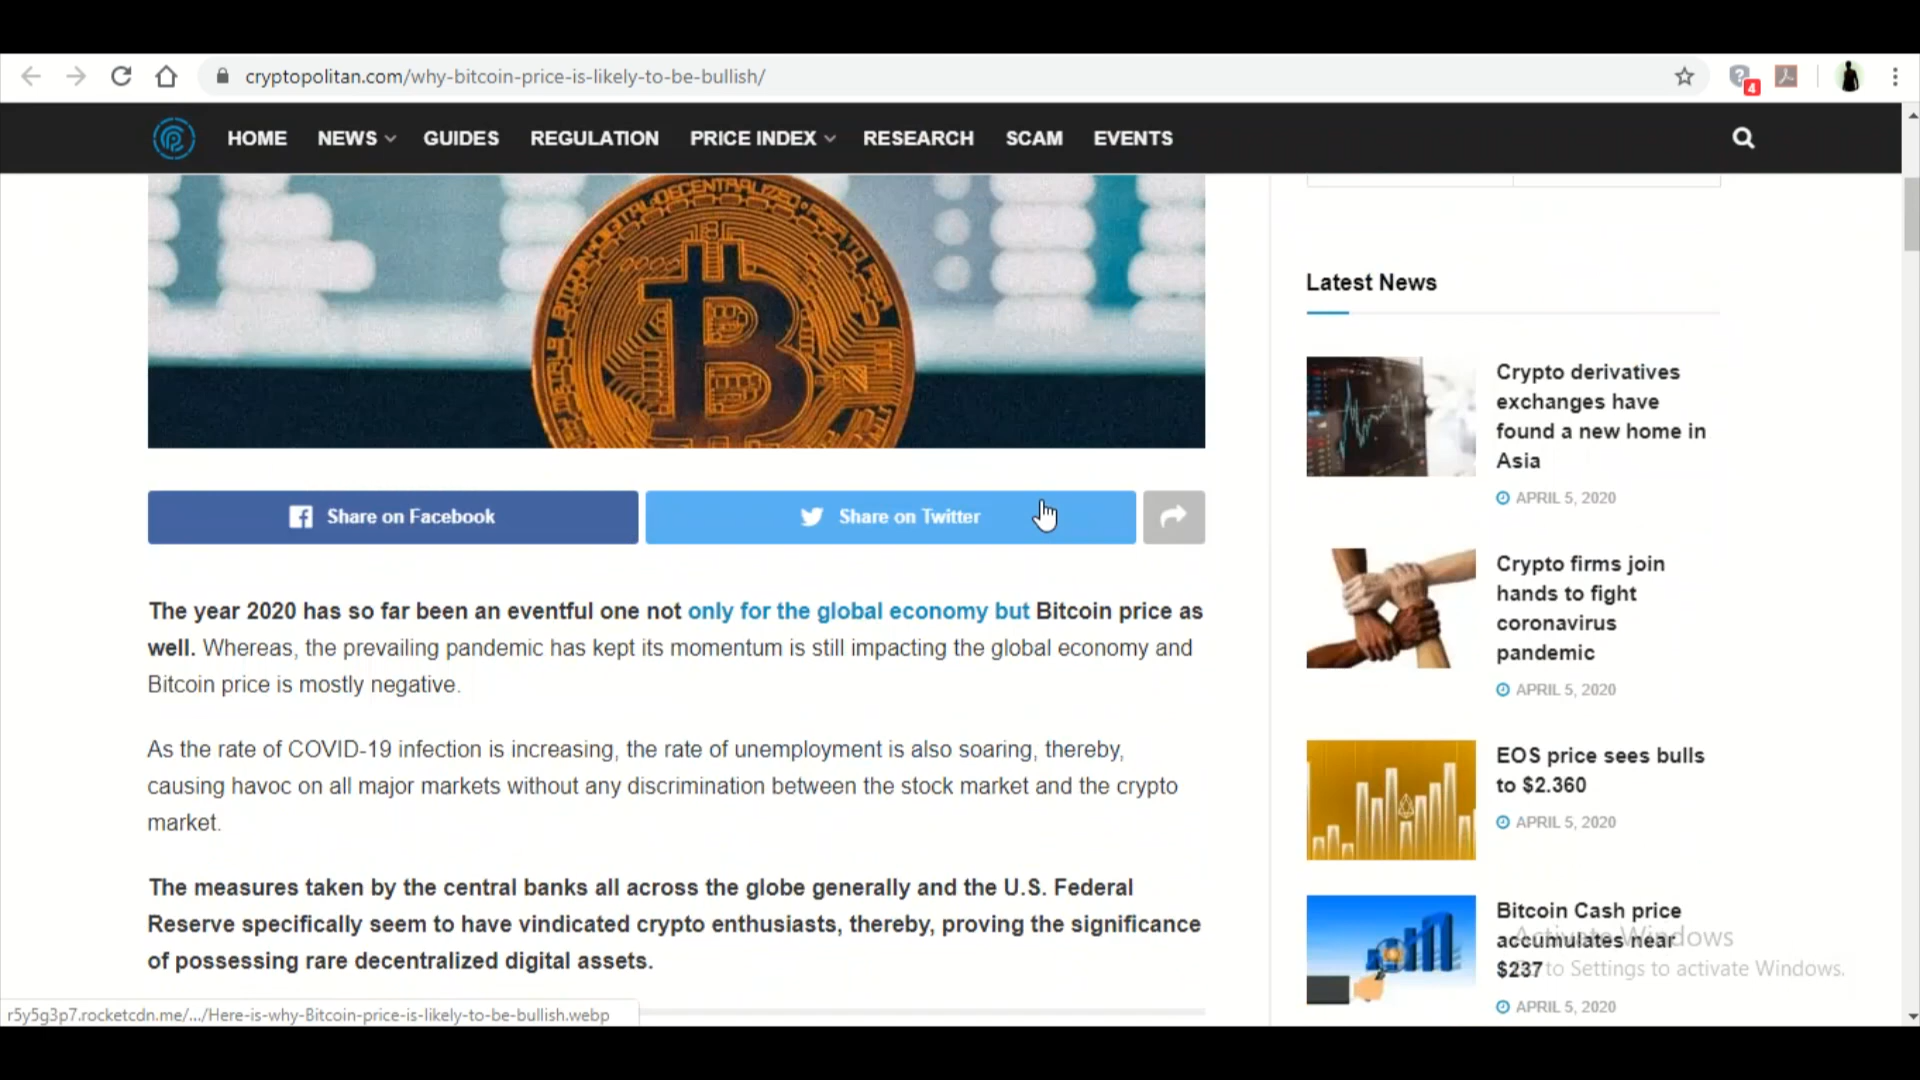 cryptopolitan.com/why-bitcoin-price-is-likely-to-be-bullish/
4
HOME NEWS GUIDES REGULATION PRICE INDEX RESEARCH SCAM EVENTS
DECENTRALIZED
BITCOIN
DIGITAL
Share on Facebook
Share on Twitter
The year 2020 has so far been an eventful one not only for the global economy but Bitcoin price as
well. Whereas, the prevailing pandemic has kept its momentum is still impacting the global economy and
Bitcoin price is mostly negative.
As the rate of COVID-19 infection is increasing, the rate of unemployment is also soaring, thereby,
causing havoc on all major markets without any discrimination between the stock market and the crypto
market.
The measures taken by the central banks all across the globe generally and the U.S. Federal
Reserve specifically seem to have vindicated crypto enthusiasts, thereby, proving the significance
of possessing rare decentralized digital assets.
r5y5g3p7.rocketcdn.me/.../Here-is-why-Bitcoin-price-is-likely-to-be-bullish.webp
Latest News
Crypto derivatives
exchanges have
found a new home in
Asia
APRIL 5, 2020
Crypto firms join
hands to fight
coronavirus
pandemic
APRIL 5, 2020
EOS price sees bulls
to $2.360
APRIL 5, 2020
Bitcoin Cash price
accumulates near
$237
APRIL 5, 2020
Activate Windows
to Settings to activate Windows.